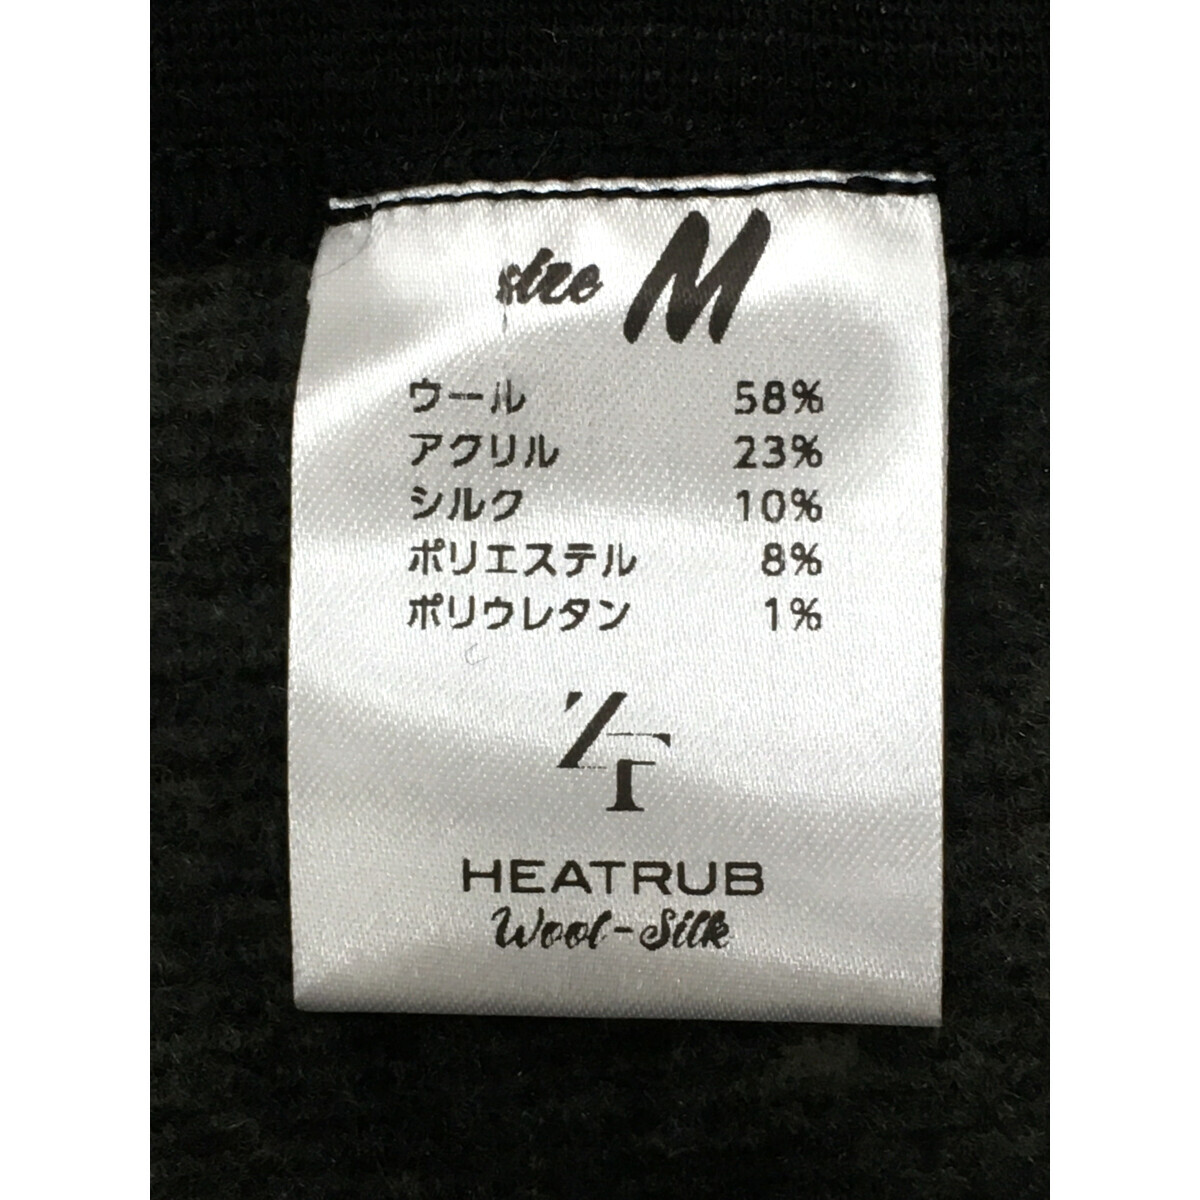 size M
ウール 58%
アクリル 23%
シルク 10%
ポリエステル 8%
ポリウレタン 1%
HEATRUB
Wool-Silk